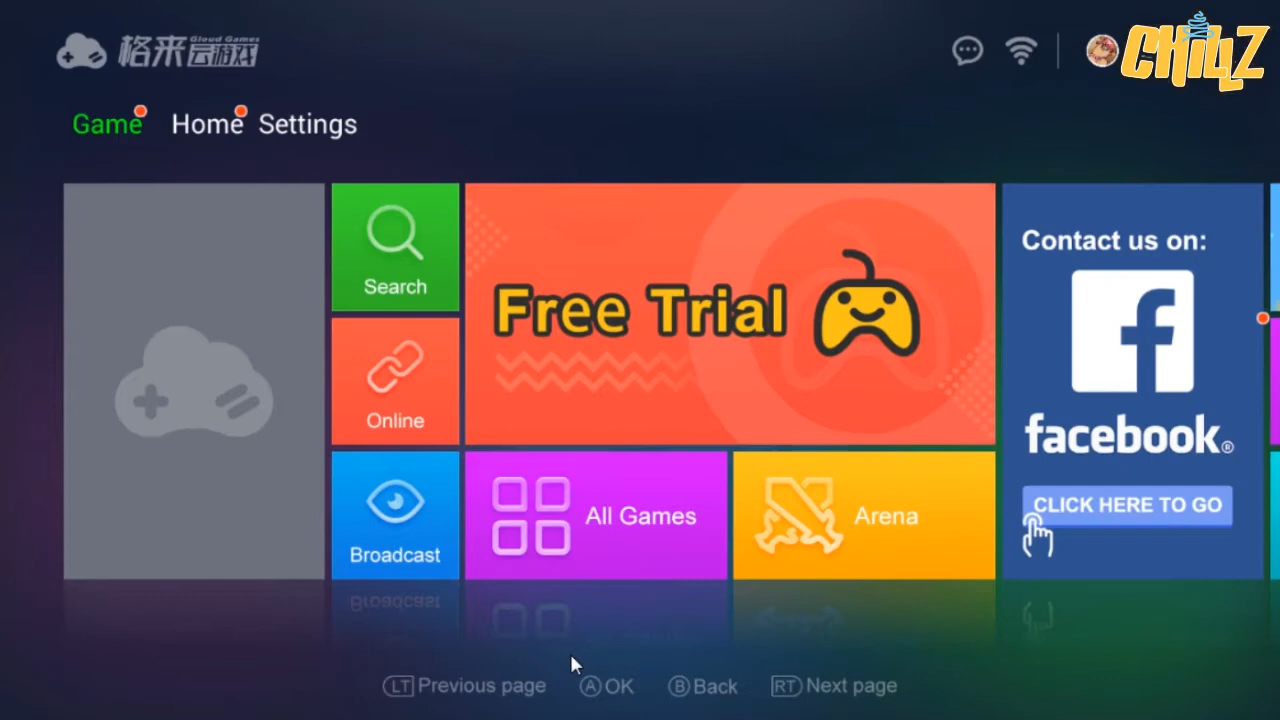 格来云游戏
Gloud Games
CHILLZ
Game
Home
Settings
Search
Online
Broadcast
Free Trial
All Games
Arena
Contact us on:
f
facebook®
CLICK HERE TO GO
LT Previous page
A OK
B Back
RT Next page